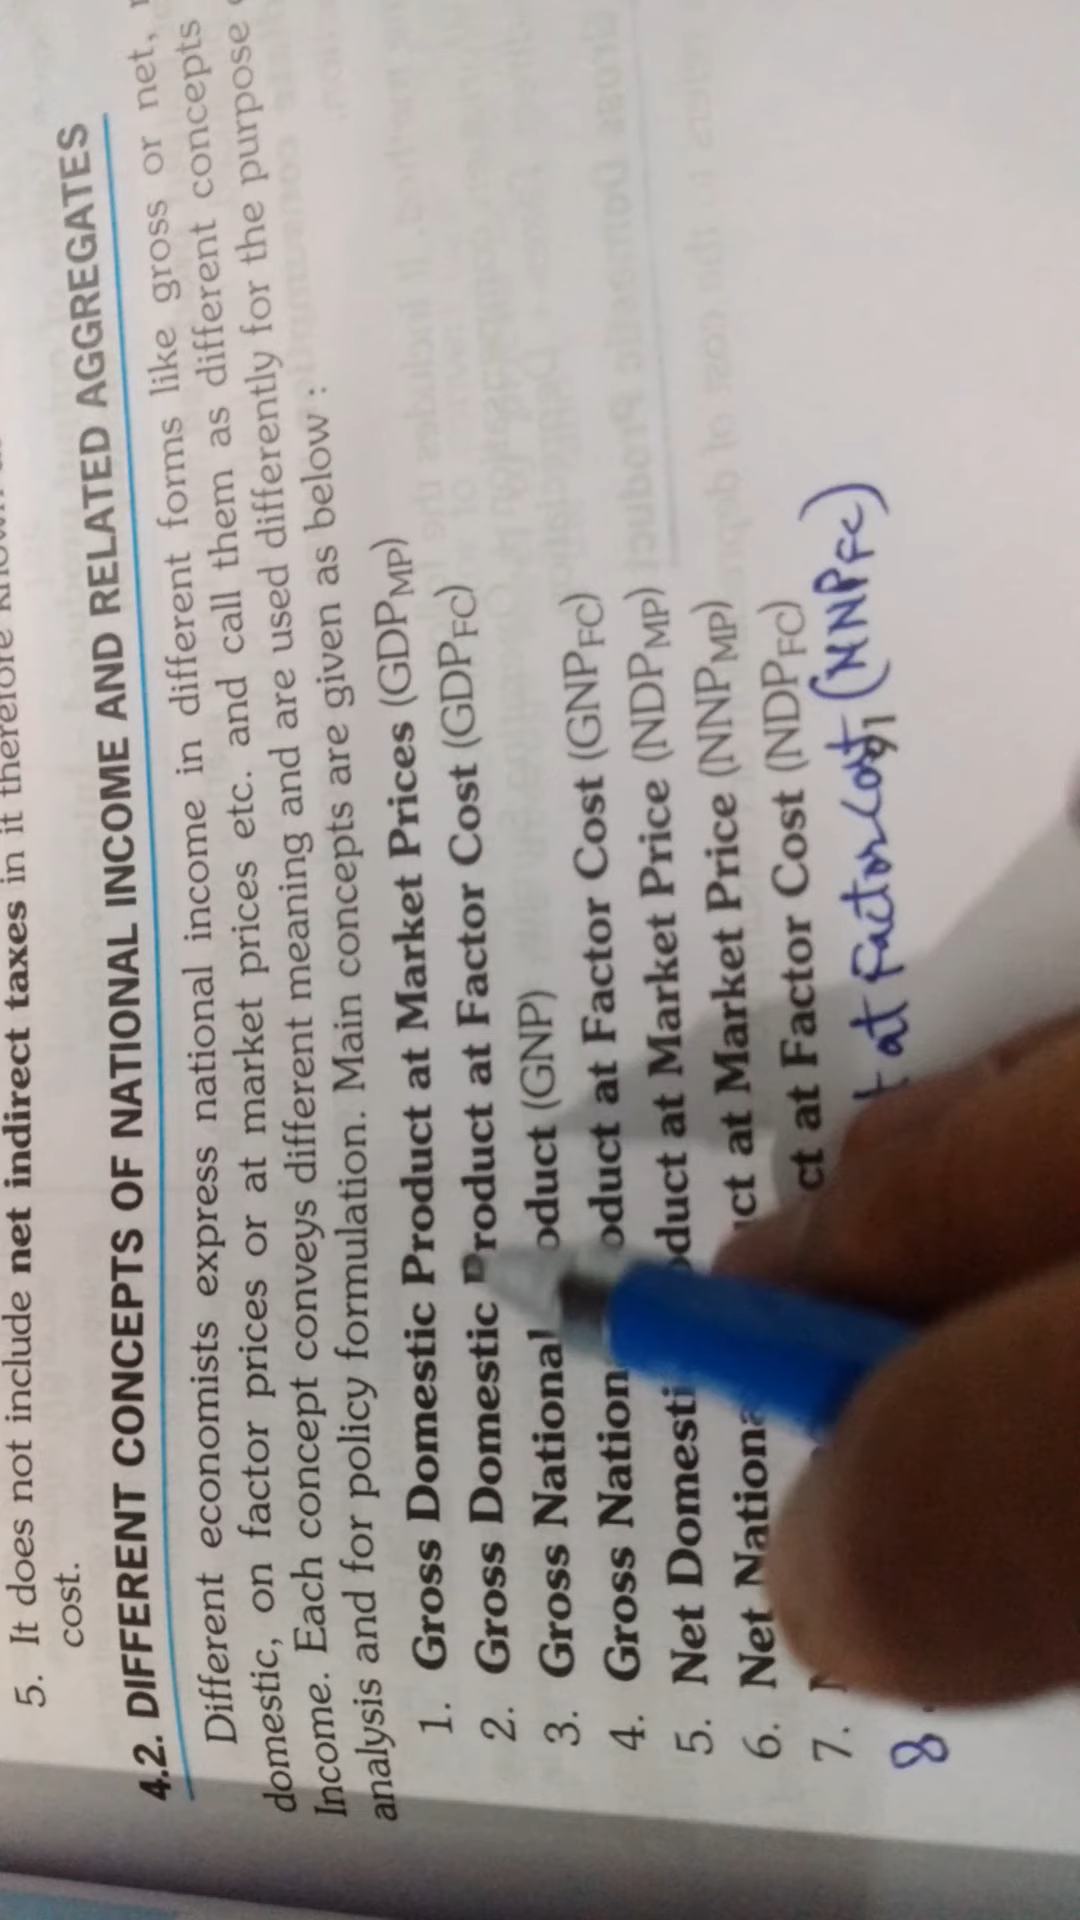 5. It does not include net indirect taxes in it therefore
cost.
4.2. DIFFERENT CONCEPTS OF NATIONAL INCOME AND RELATED AGGREGATES
Different economists express national income in different forms like gross or net,
domestic, on factor prices or at market prices etc. and call them as different concepts
Income. Each concept conveys different meaning and are used differently for the purpose
analysis and for policy formulation. Main concepts are given as below :
1. Gross Domestic Product at Market Prices (GDPMP)
2. Gross Domestic Product at Factor Cost (GDPFC)
3. Gross National oduct (GNP)
4. Gross Nation oduct at Factor Cost (GNPFC)
5. Net Domesti oduct at Market Price (NDPMP)
6. Net Nationa ct at Market Price (NNPMP)
7. ct at Factor Cost (NDPFC)
8. at Factor Cost (NNPFC)
91